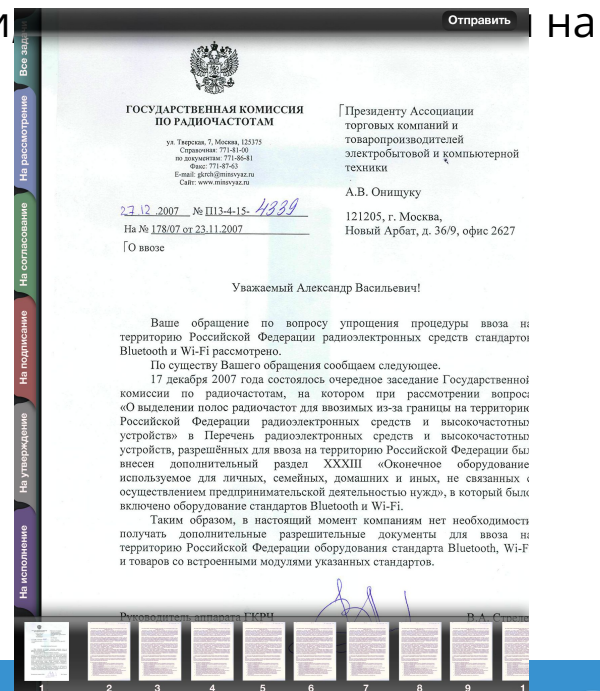 и,
на
Отправить
Все зада
На рассмотрение
На согласование
На подписание
На утверждение
На исполнение
ГОСУДАРСТВЕННАЯ КОМИССИЯ
ПО РАДИОЧАСТОТАМ
ул. Тверская, 7, Москва, 125375
Справочная: 771-81-00
по документам: 771-86-81
Факс: 771-87-63
E-mail: gkrch@minsvyaz.ru
Сайт: www.minsvyaz.ru
27.12.2007 № П13-4-15- 4339
На № 178/07 от 23.11.2007
О ввозе
Президенту Ассоциации
торговых компаний и
товаропроизводителей
электробытовой и компьютерной
техники
А.В. Онищуку
121205, г. Москва,
Новый Арбат, д. 36/9, офис 2627
Уважаемый Александр Васильевич!
Ваше обращение по вопросу упрощения процедуры ввоза на
территорию Российской Федерации радиоэлектронных средств стандартов
Bluetooth и Wi-Fi рассмотрено.
По существу Вашего обращения сообщаем следующее.
17 декабря 2007 года состоялось очередное заседание Государственной
комиссии по радиочастотам, на котором при рассмотрении вопроса
«О выделении полос радиочастот для ввозимых из-за границы на территорию
Российской Федерации радиоэлектронных средств и высокочастотных
устройств» в Перечень радиоэлектронных средств и высокочастотных
устройств, разрешённых для ввоза на территорию Российской Федерации был
внесен дополнительный раздел XXXIII «Оконечное оборудование
используемое для личных, семейных, домашних и иных, не связанных с
осуществлением предпринимательской деятельностью нужд», в который было
включено оборудование стандартов Bluetooth и Wi-Fi.
Таким образом, в настоящий момент компаниям нет необходимости
получать дополнительные разрешительные документы для ввоза на
территорию Российской Федерации оборудования стандарта Bluetooth, Wi-F
и товаров со встроенными модулями указанных стандартов.
Руководитель аппарата ГКРЧ
В.А. Стреле
1 2 3 4 5 6 7 8 9 1